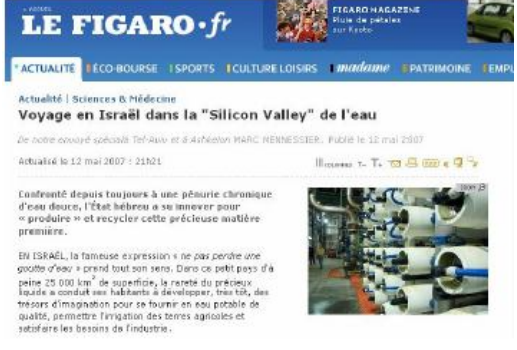 LE FIGARO·fr
FIGARO MAGAZINE
Pluie de pétales
sur Kyoto
ACTUALITÉ ÉCO-BOURSE SPORTS CULTURE LOISIRS madame PATRIMOINE EMPL
Actualité | Sciences & Médecine
Voyage en Israël dans la "Silicon Valley" de l'eau
De notre envoyé spécial à Tel-Aviv et à Ashkelon MARC MENNESSIER. Publié le 12 mai 2007
Actualisé le 12 mai 2007 : 21h21
T- T+
zoom
Confronté depuis toujours à une pénurie chronique
d'eau douce, l'État hébreu a su innover pour
« produire » et recycler cette précieuse matière
première.
EN ISRAËL, la fameuse expression « ne pas perdre une
goutte d'eau » prend tout son sens. Dans ce petit pays d'à
peine 25 000 km² de superficie, la rareté du précieux
liquide a conduit ses habitants à développer, très tôt, des
trésors d'imagination pour se fournir en eau potable de
qualité, permettre l'irrigation des terres agricoles et
satisfaire les besoins de l'industrie.